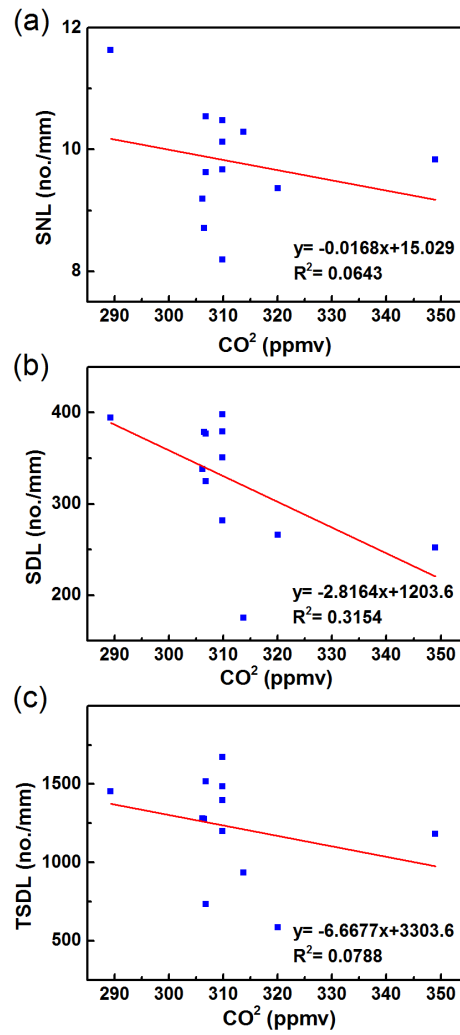 (a)
12
10
8
SNL (no./mm)
y= -0.0168x+15.029
R²= 0.0643
290 300 310 320 330 340 350
CO² (ppmv)
(b)
400
300
200
SDL (no./mm)
y= -2.8164x+1203.6
R²= 0.3154
290 300 310 320 330 340 350
CO² (ppmv)
(c)
1500
1000
500
TSDL (no./mm)
y= -6.6677x+3303.6
R²= 0.0788
290 300 310 320 330 340 350
CO² (ppmv)